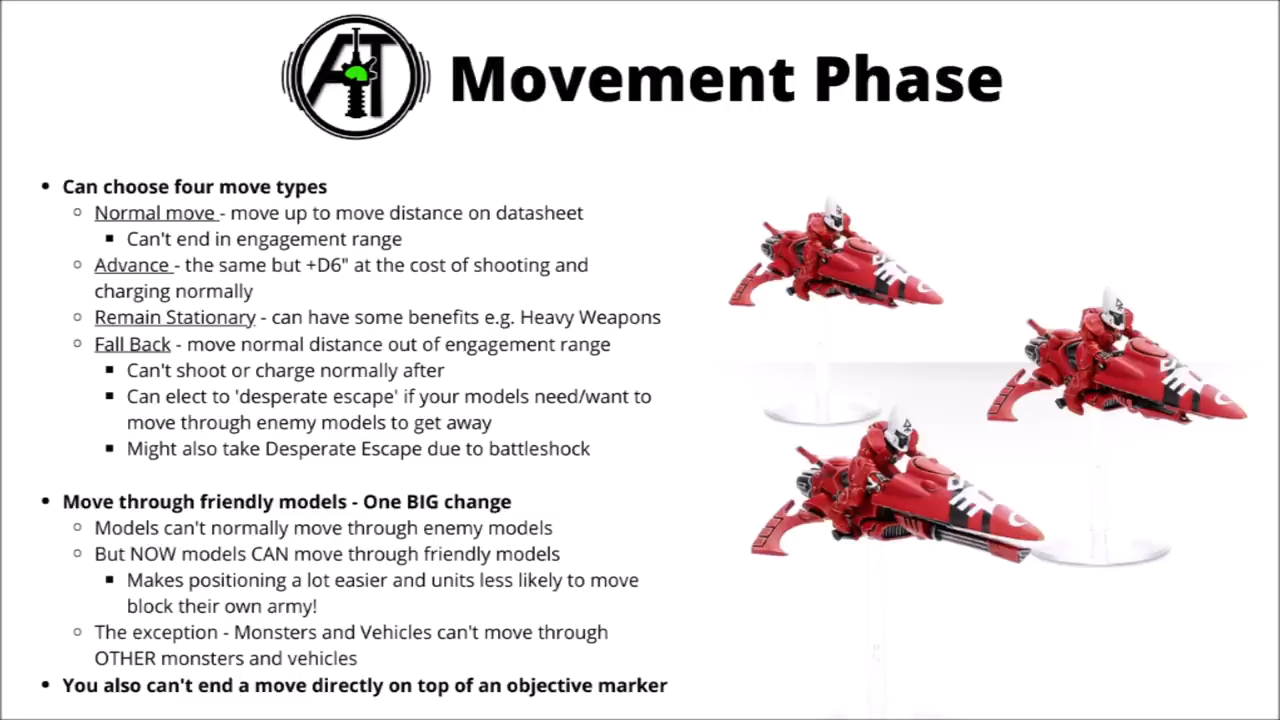 AT
Movement Phase
• Can choose four move types
◦ Normal move - move up to move distance on datasheet
▪ Can't end in engagement range
◦ Advance - the same but +D6" at the cost of shooting and
charging normally
◦ Remain Stationary - can have some benefits e.g. Heavy Weapons
◦ Fall Back - move normal distance out of engagement range
▪ Can't shoot or charge normally after
▪ Can elect to 'desperate escape' if your models need/want to
move through enemy models to get away
▪ Might also take Desperate Escape due to battleshock
• Move through friendly models - One BIG change
◦ Models can't normally move through enemy models
◦ But NOW models CAN move through friendly models
▪ Makes positioning a lot easier and units less likely to move
block their own army!
◦ The exception - Monsters and Vehicles can't move through
OTHER monsters and vehicles
• You also can't end a move directly on top of an objective marker